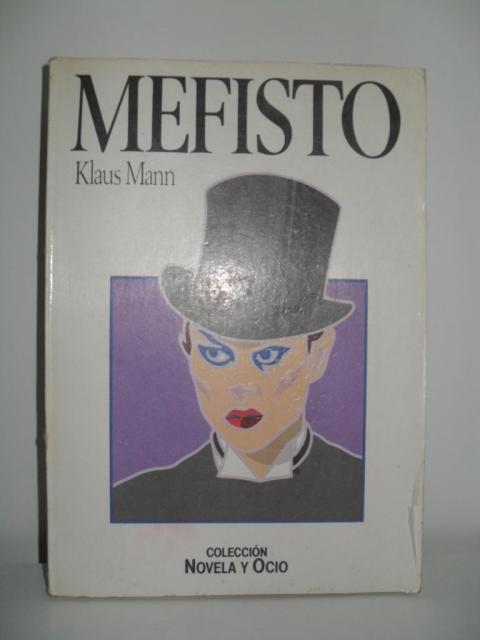 MEFISTO
Klaus Mann
COLECCIÓN
NOVELA Y OCIO